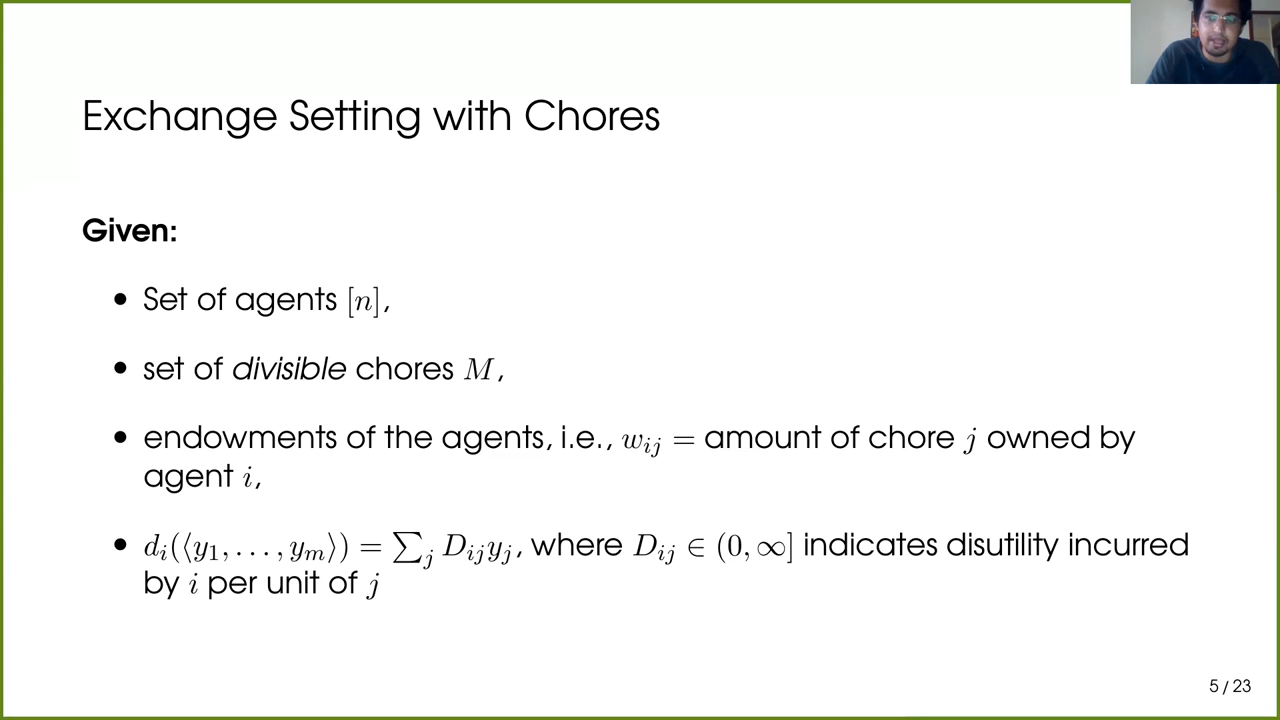 Exchange Setting with Chores
Given:
• Set of agents [n],
• set of divisible chores M,
• endowments of the agents, i.e., w_{ij} = amount of chore j owned by
agent i,
• d_i(⟨y_1, . . . , y_m⟩) = ∑_j D_{ij}y_j, where D_{ij} ∈ (0, ∞] indicates disutility incurred
by i per unit of j
5 / 23